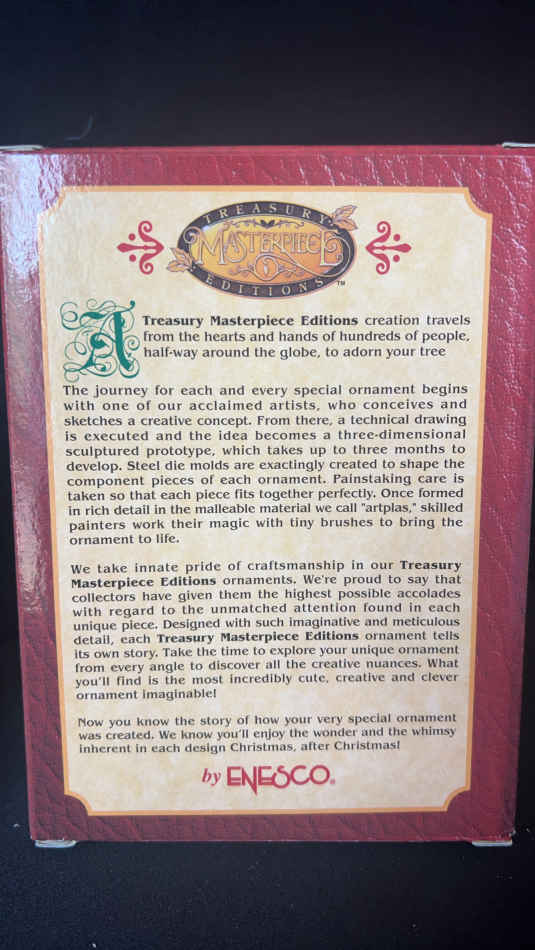 TREASURY
MASTERPIECE
EDITIONS™
A Treasury Masterpiece Editions creation travels
from the hearts and hands of hundreds of people,
half-way around the globe, to adorn your tree
The journey for each and every special ornament begins
with one of our acclaimed artists, who conceives and
sketches a creative concept. From there, a technical drawing
is executed and the idea becomes a three-dimensional
sculptured prototype, which takes up to three months to
develop. Steel die molds are exactingly created to shape the
component pieces of each ornament. Painstaking care is
taken so that each piece fits together perfectly. Once formed
in rich detail in the malleable material we call "artplas," skilled
painters work their magic with tiny brushes to bring the
ornament to life.
We take innate pride of craftsmanship in our Treasury
Masterpiece Editions ornaments. We're proud to say that
collectors have given them the highest possible accolades
with regard to the unmatched attention found in each
unique piece. Designed with such imaginative and meticulous
detail, each Treasury Masterpiece Editions ornament tells
its own story. Take the time to explore your unique ornament
from every angle to discover all the creative nuances. What
you'll find is the most incredibly cute, creative and clever
ornament imaginable!
Now you know the story of how your very special ornament
was created. We know you'll enjoy the wonder and the whimsy
inherent in each design Christmas, after Christmas!
by ENESCO®